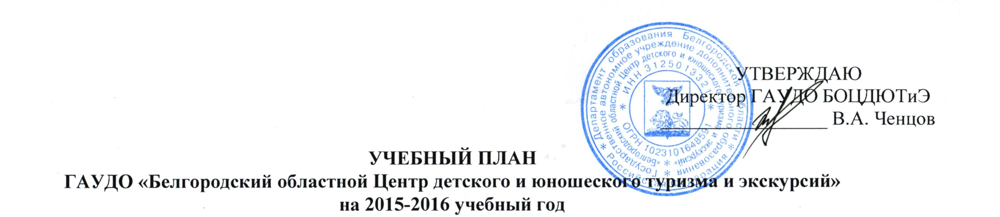 УТВЕРЖДАЮ
Директор ГАУДО БОЦДЮТиЭ
В.А. Ченцов
Департамент образования Белгородской области * Российская Федерация *
Государственное автономное учреждение дополнительного образования *
«Белгородский областной Центр детского и юношеского туризма и экскурсий» *
* ИНН 3125013321 *
ОГРН 1023101648591
УЧЕБНЫЙ ПЛАН
ГАУДО «Белгородский областной Центр детского и юношеского туризма и экскурсий»
на 2015-2016 учебный год